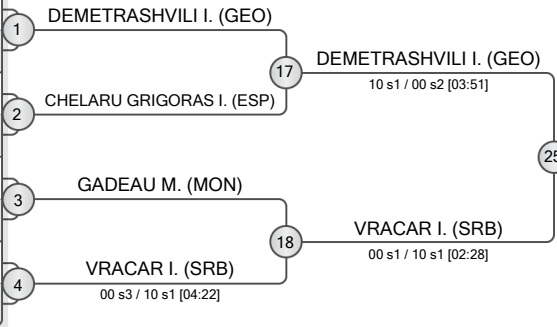 1
DEMETRASHVILI I. (GEO)
17
DEMETRASHVILI I. (GEO)
10 s1 / 00 s2 [03:51]
2
CHELARU GRIGORAS I. (ESP)
25
3
GADEAU M. (MON)
18
VRACAR I. (SRB)
00 s1 / 10 s1 [02:28]
4
VRACAR I. (SRB)
00 s3 / 10 s1 [04:22]